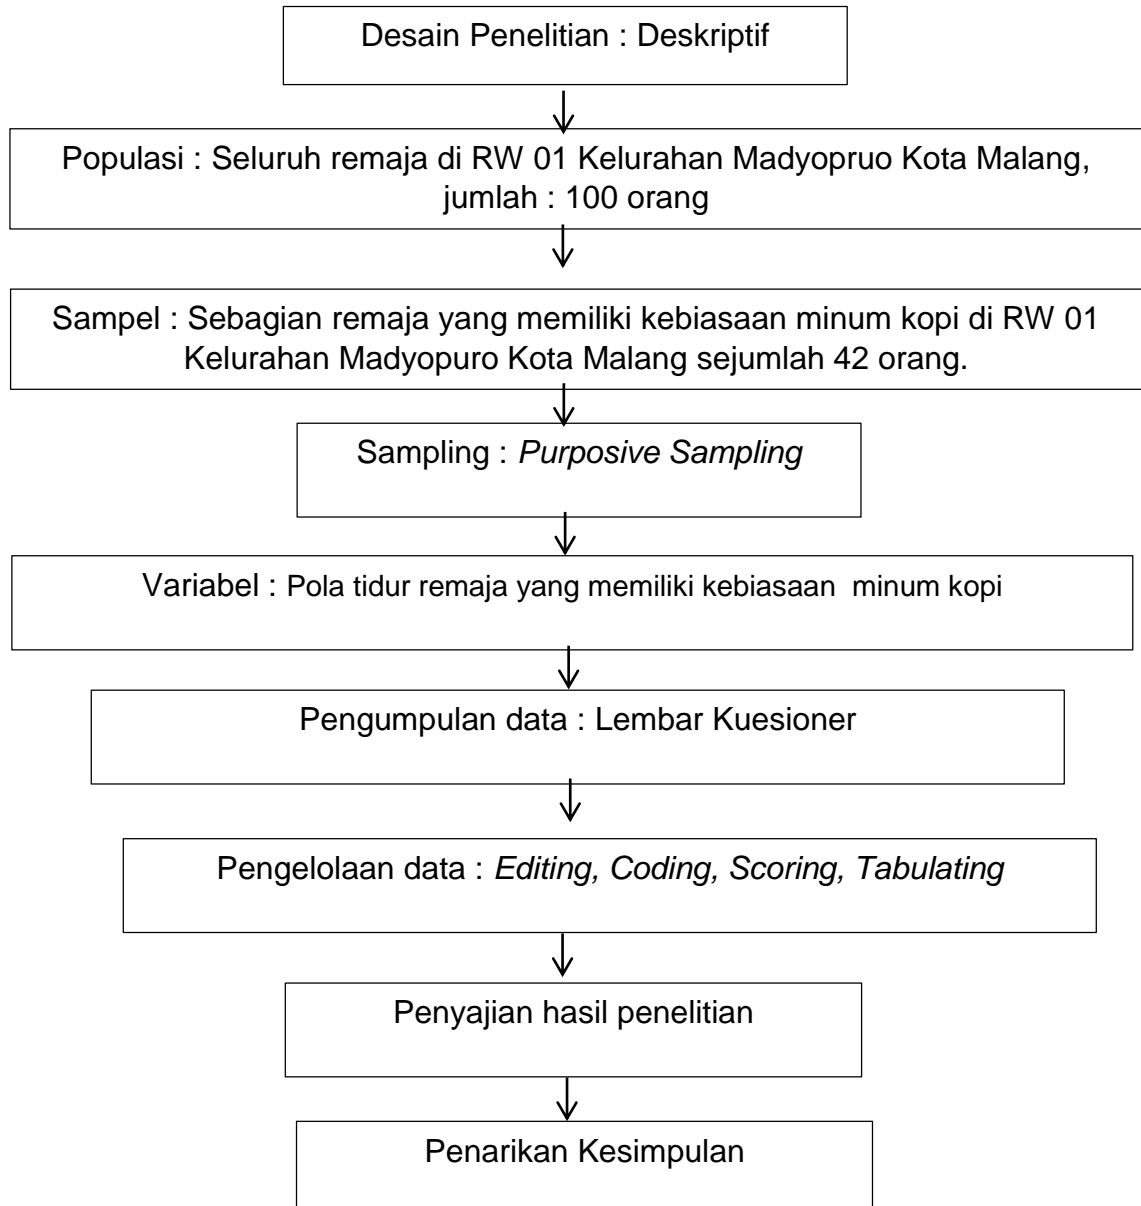 Desain Penelitian : Deskriptif
Populasi : Seluruh remaja di RW 01 Kelurahan Madyopruo Kota Malang,
jumlah : 100 orang
Sampel : Sebagian remaja yang memiliki kebiasaan minum kopi di RW 01
Kelurahan Madyopuro Kota Malang sejumlah 42 orang.
Sampling : Purposive Sampling
Variabel : Pola tidur remaja yang memiliki kebiasaan minum kopi
Pengumpulan data : Lembar Kuesioner
Pengelolaan data : Editing, Coding, Scoring, Tabulating
Penyajian hasil penelitian
Penarikan Kesimpulan